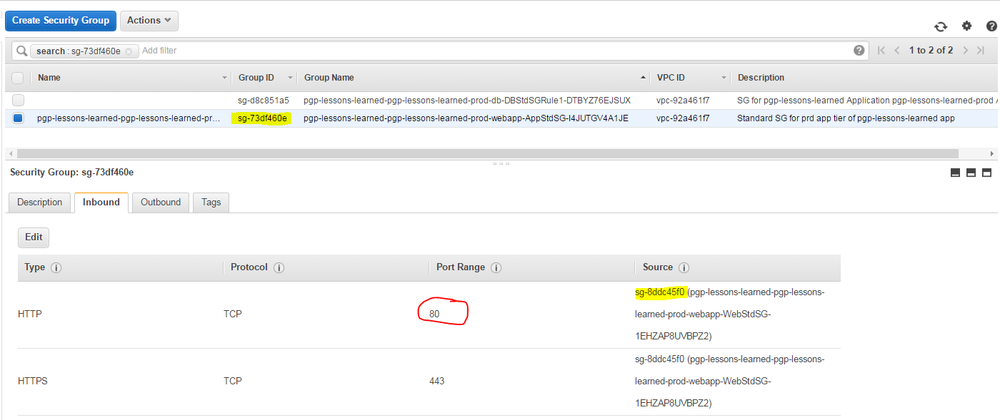 Create Security Group Actions
search : sg-73df460e Add filter 1 to 2 of 2
Name Group ID Group Name VPC ID Description
sg-d8c851a5 pgp-lessons-learned-pgp-lessons-learned-prod-db-DBStdSGRule1-DTBYZ76EJSUX vpc-92a461f7 SG for pgp-lessons-learned Application pgp-lessons-learned-prod A
pgp-lessons-learned-pgp-lessons-learned-pr... sg-73df460e pgp-lessons-learned-pgp-lessons-learned-prod-webapp-AppStdSG-I4JUTGV4A1JE vpc-92a461f7 Standard SG for prd app tier of pgp-lessons-learned app
Security Group: sg-73df460e
Description Inbound Outbound Tags
Edit
Type Protocol Port Range Source
HTTP TCP 80 sg-8ddc45f0 (pgp-lessons-learned-pgp-lessons-
learned-prod-webapp-WebStdSG-
1EHZAP8UVBPZ2)
HTTPS TCP 443 sg-8ddc45f0 (pgp-lessons-learned-pgp-lessons-
learned-prod-webapp-WebStdSG-
1EHZAP8UVBPZ2)